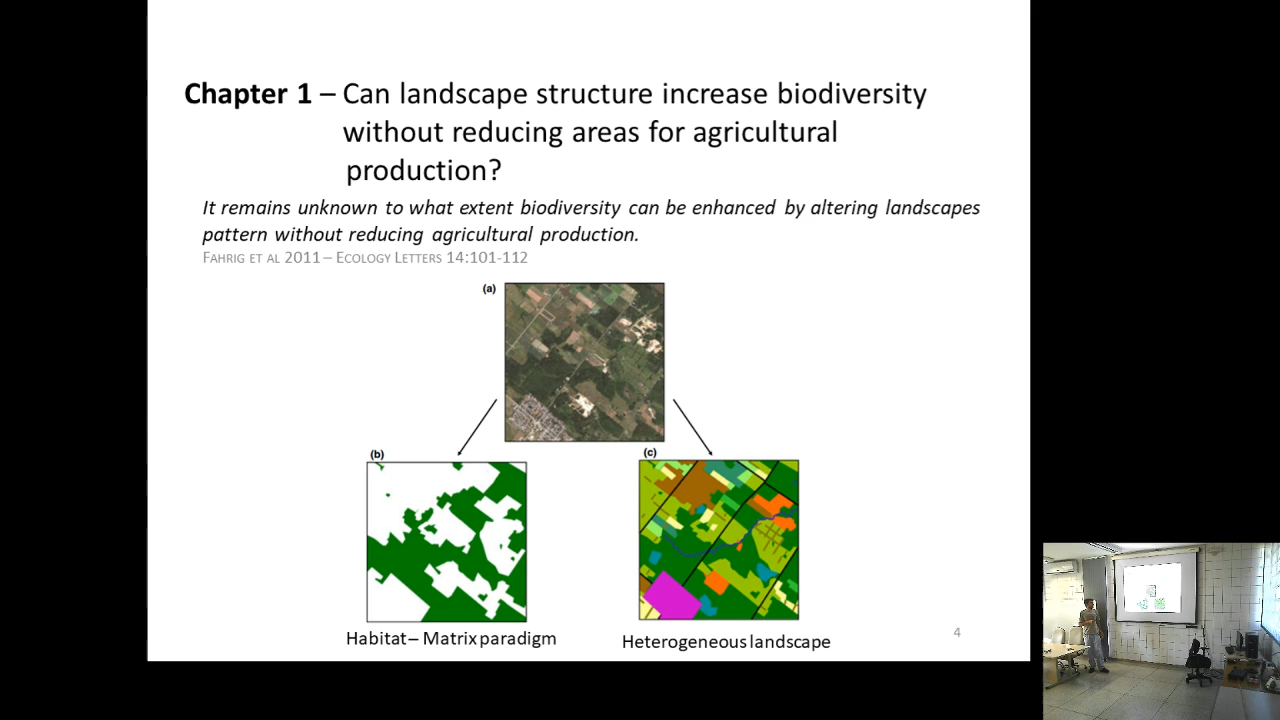 Chapter 1 – Can landscape structure increase biodiversity
without reducing areas for agricultural
production?
It remains unknown to what extent biodiversity can be enhanced by altering landscapes
pattern without reducing agricultural production.
FAHRIG ET AL 2011 – ECOLOGY LETTERS 14:101-112
(a)
(b)
(c)
Habitat – Matrix paradigm
Heterogeneous landscape
4